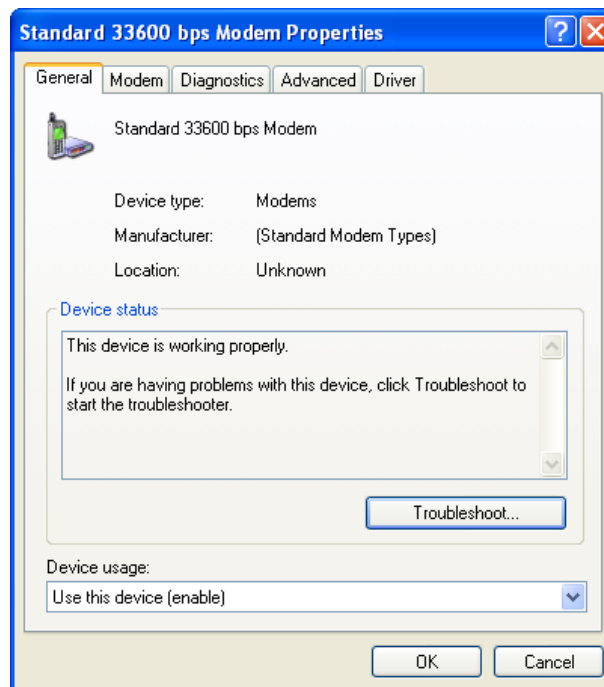 Standard 33600 bps Modem Properties
General Modem Diagnostics Advanced Driver
Standard 33600 bps Modem
Device type: Modems
Manufacturer: (Standard Modem Types)
Location: Unknown
Device status
This device is working properly.
If you are having problems with this device, click Troubleshoot to
start the troubleshooter.
Troubleshoot...
Device usage:
Use this device (enable)
OK Cancel